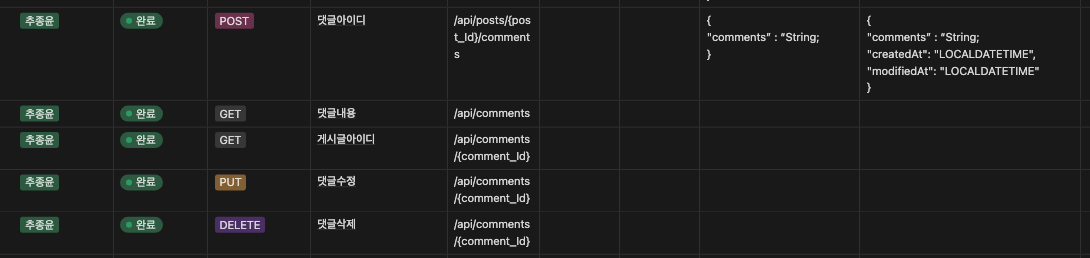 추종윤 완료 POST 댓글아이디 /api/posts/{pos
t_Id}/comment
s
{
"comments” : “String;
}
{
"comments” : “String;
"createdAt": "LOCALDATETIME",
"modifiedAt": "LOCALDATETIME"
}
추종윤 완료 GET 댓글내용 /api/comments
추종윤 완료 GET 게시글아이디 /api/comments
/{comment_Id}
추종윤 완료 PUT 댓글수정 /api/comments
/{comment_Id}
추종윤 완료 DELETE 댓글삭제 /api/comments
/{comment_Id}